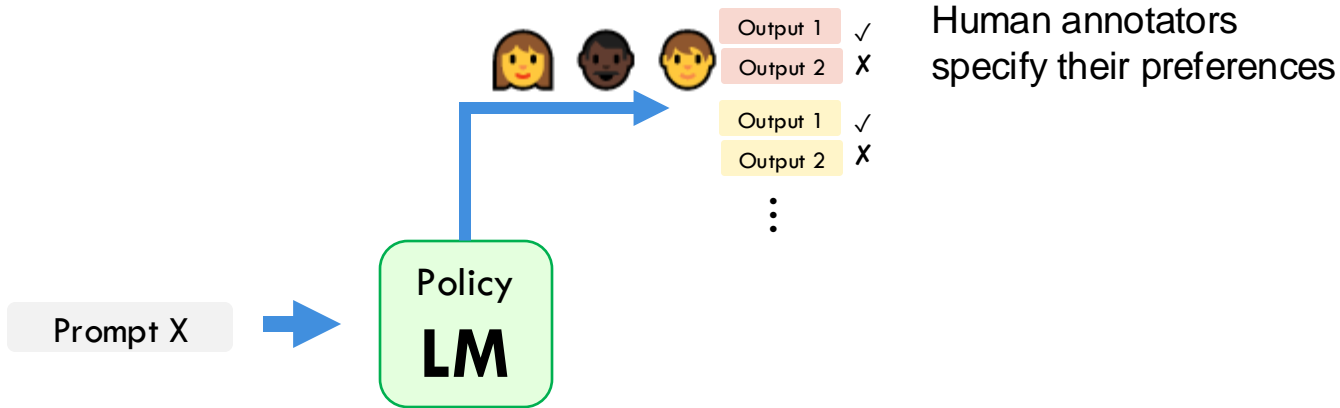 Output 1 ✓
Output 2 ✗
Human annotators
specify their preferences
Output 1 ✓
Output 2 ✗
⋮
Policy
LM
Prompt X